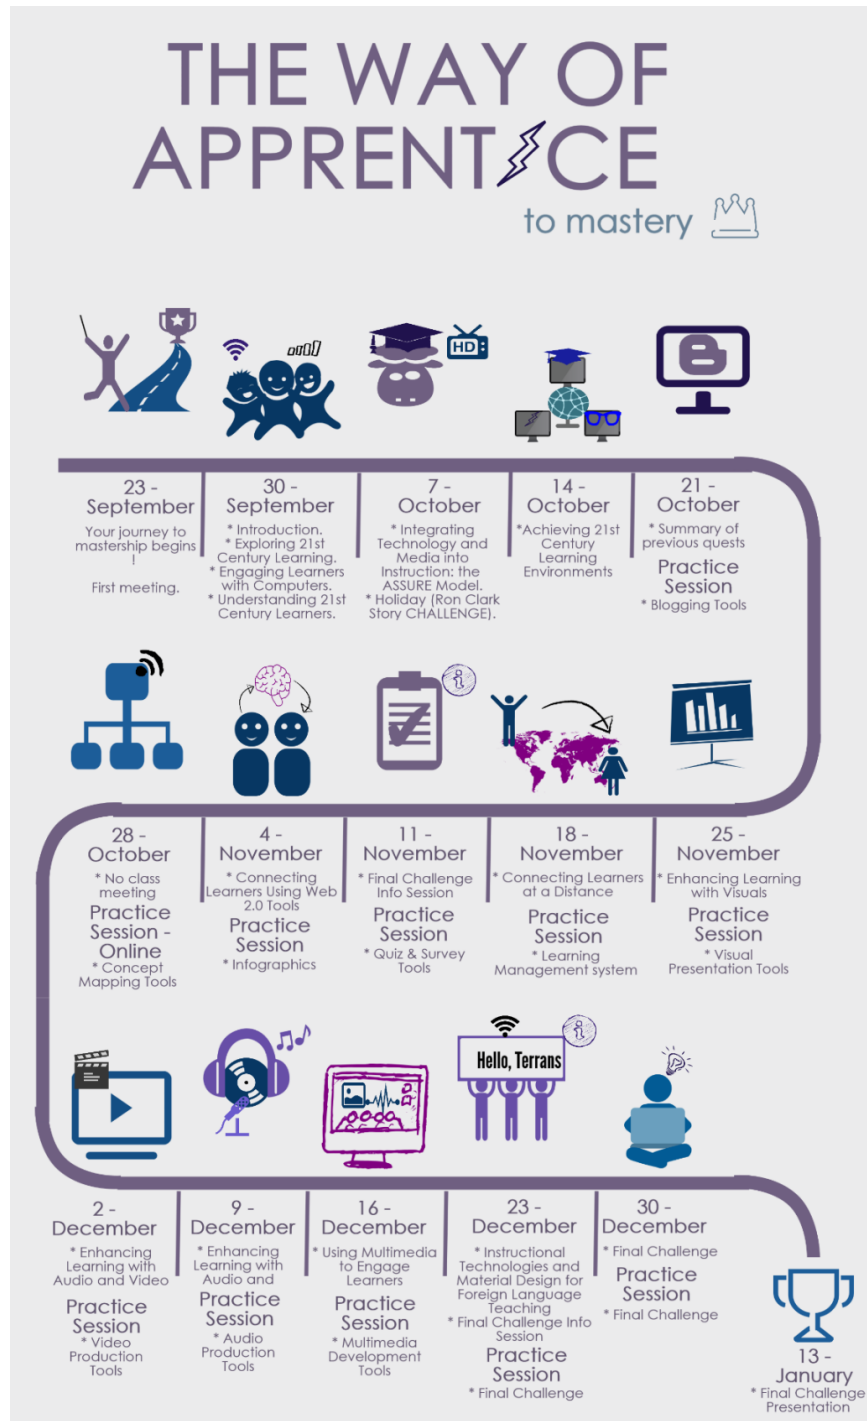 THE WAY OF
APPRENTICE
to mastery
HD
23 -
September
Your journey to
mastership begins
!
First meeting.
30 -
September
* Introduction.
* Exploring 21st
Century Learning.
* Engaging Learners
with Computers.
* Understanding 21st
Century Learners.
7 -
October
* Integrating
Technology and
Media into
Instruction: the
ASSURE Model.
* Holiday (Ron Clark
Story CHALLENGE).
14 -
October
*Achieving 21st
Century
Learning
Environments
21 -
October
* Summary of
previous quests
Practice
Session
* Blogging Tools
28 -
October
* No class
meeting
Practice
Session -
Online
* Concept
Mapping Tools
4 -
November
* Connecting
Learners Using Web
2.0 Tools
Practice
Session
* Infographics
11 -
November
* Final Challenge
Info Session
Practice
Session
* Quiz & Survey
Tools
18 -
November
* Connecting Learners
at a Distance
Practice
Session
* Learning
Management system
25 -
November
* Enhancing Learning
with Visuals
Practice
Session
* Visual
Presentation Tools
Hello, Terrans
2 -
December
* Enhancing
Learning with
Audio and Video
Practice
Session
* Video
Production
Tools
9 -
December
* Enhancing
Learning with
Audio and
Practice
Session
* Audio
Production
Tools
16 -
December
* Using Multimedia
to Engage
Learners
Practice
Session
* Multimedia
Development
Tools
23 -
December
* Instructional
Technologies and
Material Design for
Foreign Language
Teaching
* Final Challenge Info
Session
Practice
Session
* Final Challenge
30 -
December
* Final Challenge
Practice
Session
* Final Challenge
13 -
January
* Final Challenge
Presentation